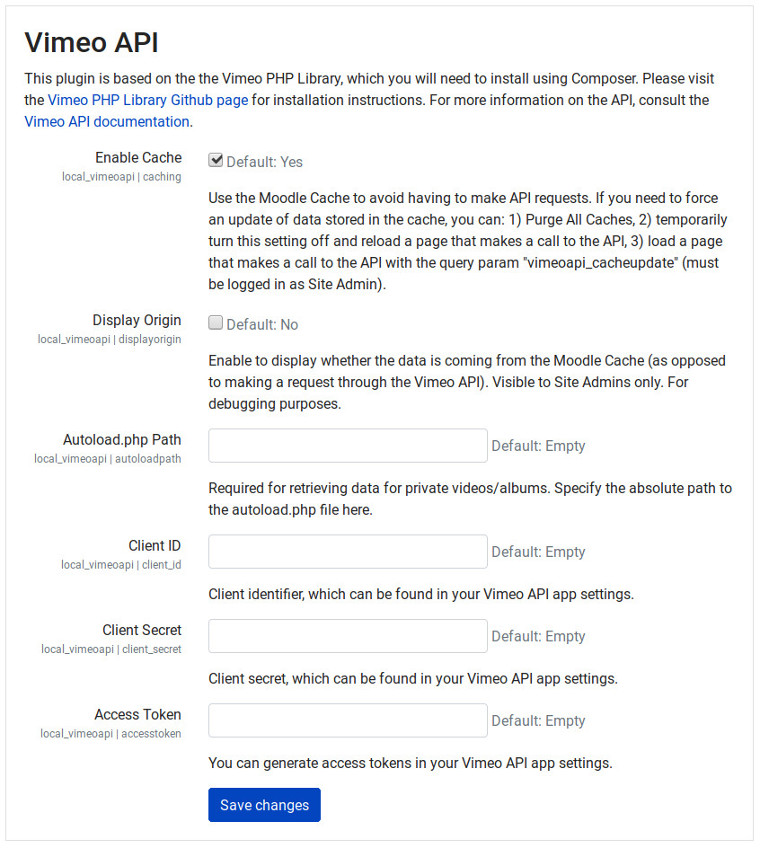 Vimeo API
This plugin is based on the the Vimeo PHP Library, which you will need to install using Composer. Please visit
the Vimeo PHP Library Github page for installation instructions. For more information on the API, consult the
Vimeo API documentation.
Enable Cache
local_vimeoapi | caching
Default: Yes
Use the Moodle Cache to avoid having to make API requests. If you need to force
an update of data stored in the cache, you can: 1) Purge All Caches, 2) temporarily
turn this setting off and reload a page that makes a call to the API, 3) load a page
that makes a call to the API with the query param "vimeoapi_cacheupdate" (must
be logged in as Site Admin).
Display Origin
local_vimeoapi | displayorigin
Default: No
Enable to display whether the data is coming from the Moodle Cache (as opposed
to making a request through the Vimeo API). Visible to Site Admins only. For
debugging purposes.
Autoload.php Path
local_vimeoapi | autoloadpath
Default: Empty
Required for retrieving data for private videos/albums. Specify the absolute path to
the autoload.php file here.
Client ID
local_vimeoapi | client_id
Default: Empty
Client identifier, which can be found in your Vimeo API app settings.
Client Secret
local_vimeoapi | client_secret
Default: Empty
Client secret, which can be found in your Vimeo API app settings.
Access Token
local_vimeoapi | accesstoken
Default: Empty
You can generate access tokens in your Vimeo API app settings.
Save changes